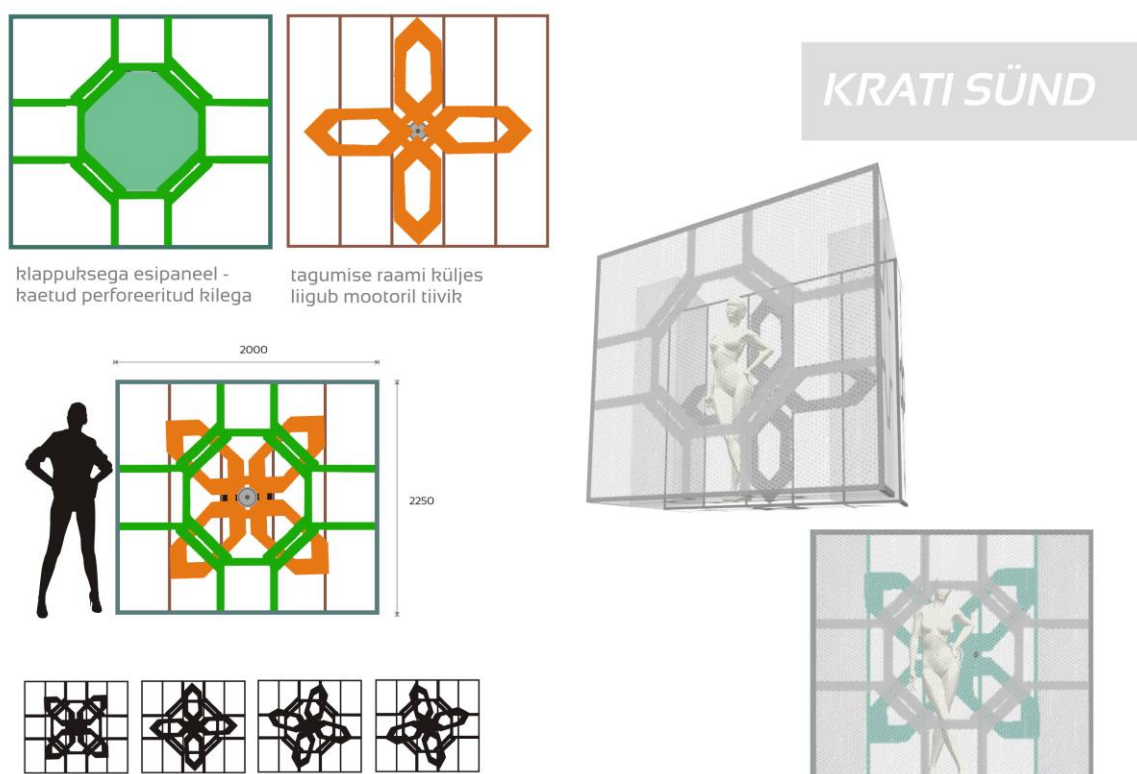 KRATI SÜND
klappuksega esipaneel -
kaetud perforeeritud kilega
tagumise raami küljes
liigub mootoril tiivik
2000
2250